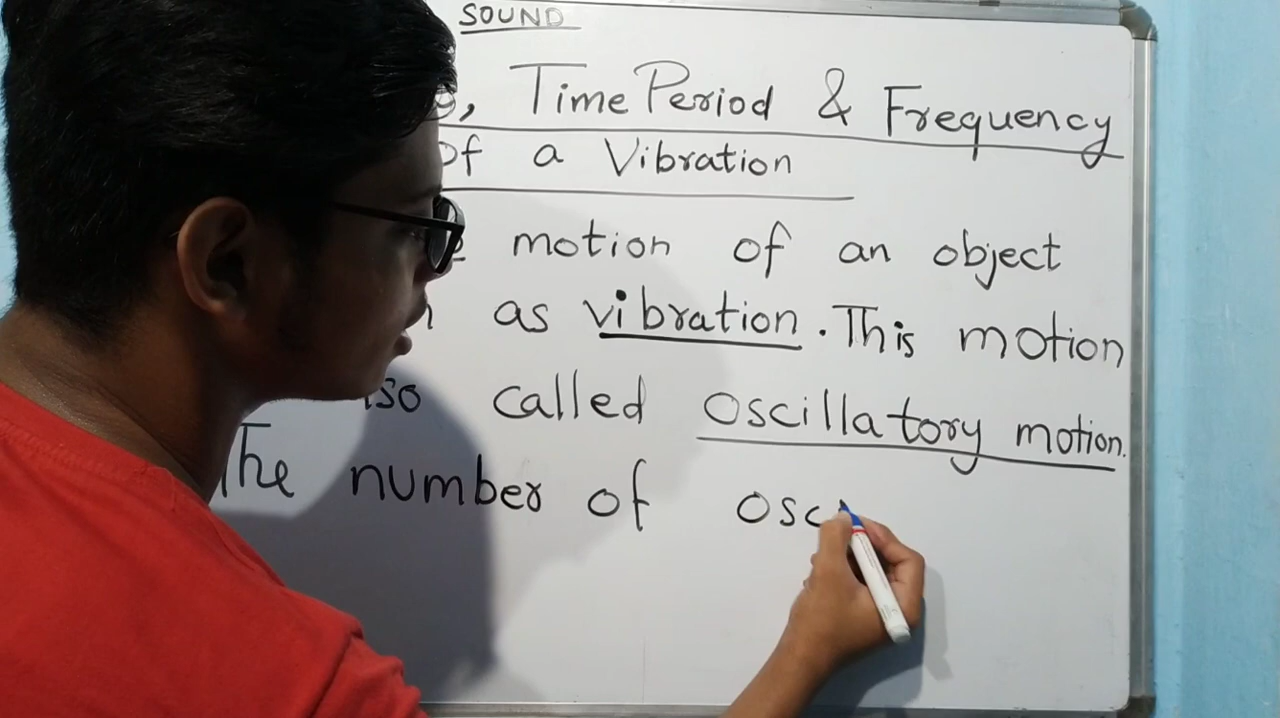 SOUND
, Time Period & Frequency
of a Vibration
motion of an object
as vibration. This motion
called oscillatory motion.
The number of osc